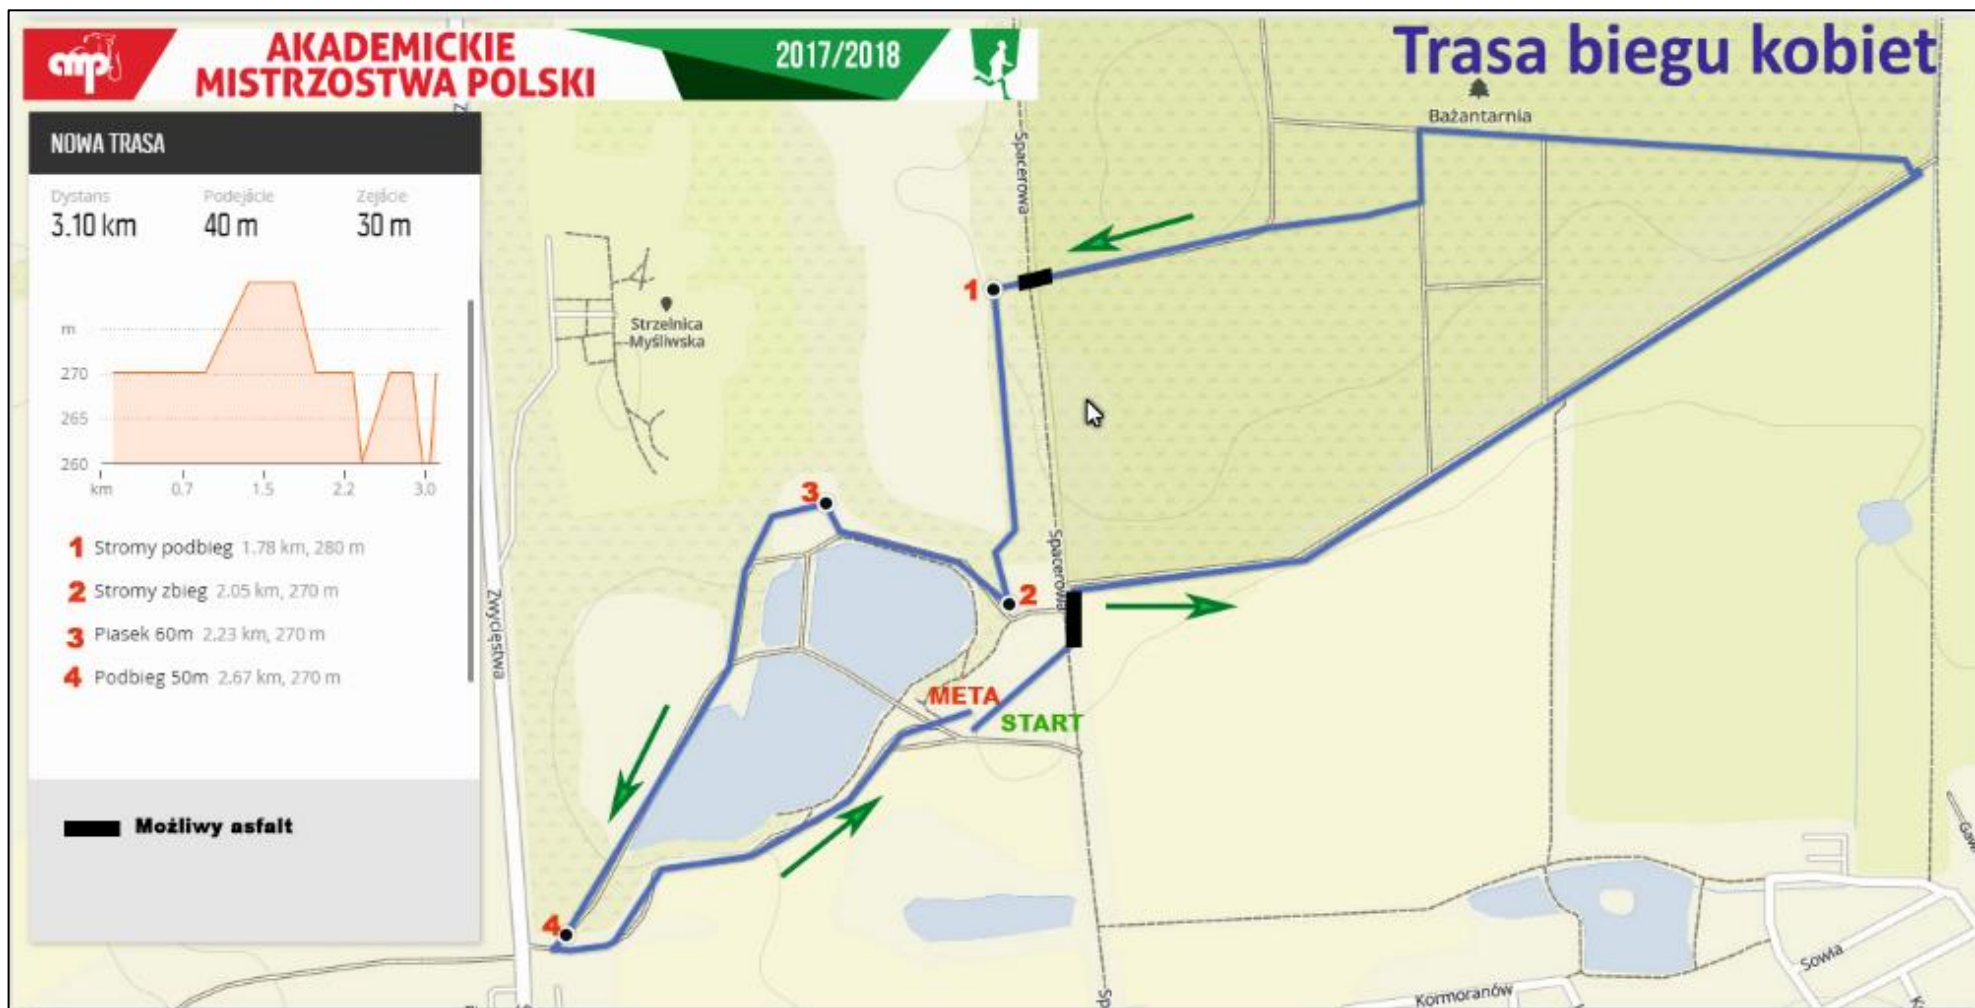 amp
AKADEMICKIE
MISTRZOSTWA POLSKI
2017/2018
Trasa biegu kobiet
NOWA TRASA
Dystans
Podejście
Zejście
3.10 km
40 m
30 m
m
270
265
260
km
0.7
1.5
2.2
3.0
1 Stromy podbieg 1.78 km, 280 m
2 Stromy zbieg 2.05 km, 270 m
3 Piasek 60m 2.23 km, 270 m
4 Podbieg 50m 2.67 km, 270 m
Możliwy asfalt
Bażantarnia
Spacerowa
1
Strzelnica
Myśliwska
3
Spacerowa
2
Zwycięstwa
META
START
4
Sp
Sowia
Kormoranów